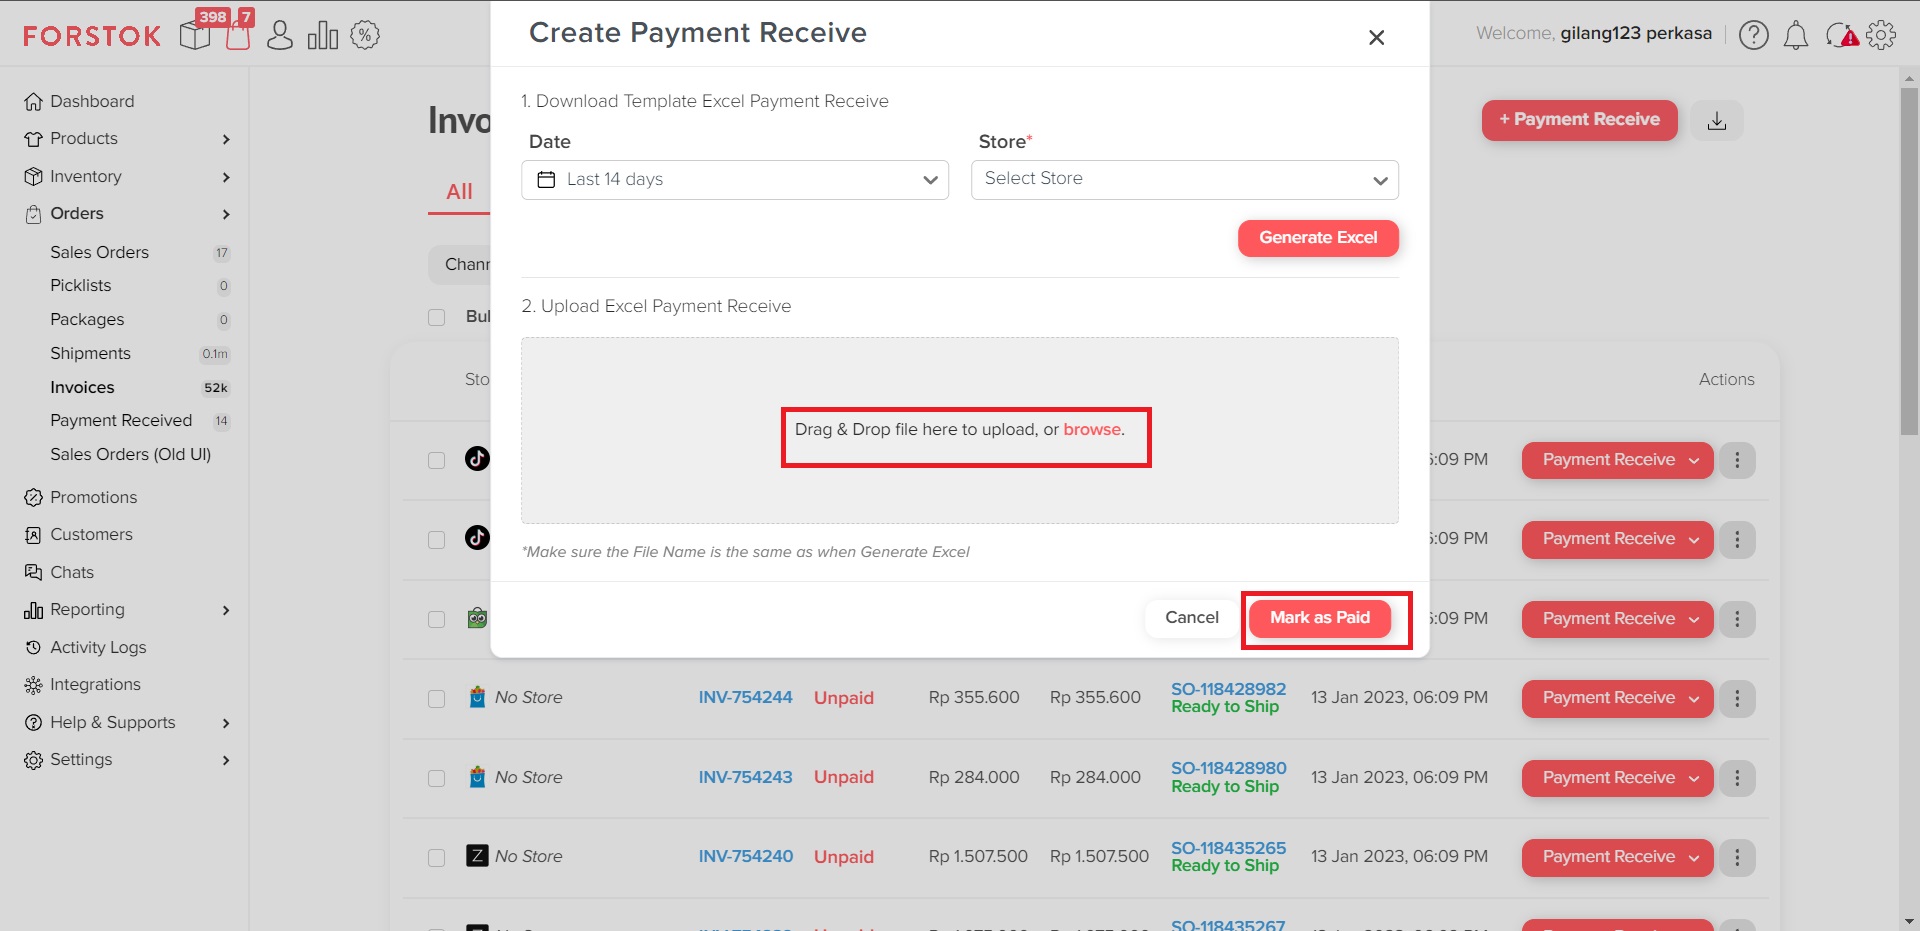 FORSTOK
398
7
Welcome, gilang123 perkasa
Dashboard
Products
Inventory
Orders
Sales Orders 17
Picklists 0
Packages 0
Shipments 0.1m
Invoices 52k
Payment Received 14
Sales Orders (Old UI)
Promotions
Customers
Chats
Reporting
Activity Logs
Integrations
Help & Supports
Settings
Invo
+ Payment Receive
All
Chann
Bul
Sto
Actions
Create Payment Receive
1. Download Template Excel Payment Receive
Date
Store*
Last 14 days
Select Store
Generate Excel
2. Upload Excel Payment Receive
Drag & Drop file here to upload, or browse.
*Make sure the File Name is the same as when Generate Excel
Cancel
Mark as Paid
6:09 PM Payment Receive
6:09 PM Payment Receive
6:09 PM Payment Receive
No Store INV-754244 Unpaid Rp 355.600 Rp 355.600 SO-118428982 13 Jan 2023, 06:09 PM Payment Receive
Ready to Ship
No Store INV-754243 Unpaid Rp 284.000 Rp 284.000 SO-118428980 13 Jan 2023, 06:09 PM Payment Receive
Ready to Ship
Z No Store INV-754240 Unpaid Rp 1.507.500 Rp 1.507.500 SO-118435265 13 Jan 2023, 06:09 PM Payment Receive
Ready to Ship
SO-118435267